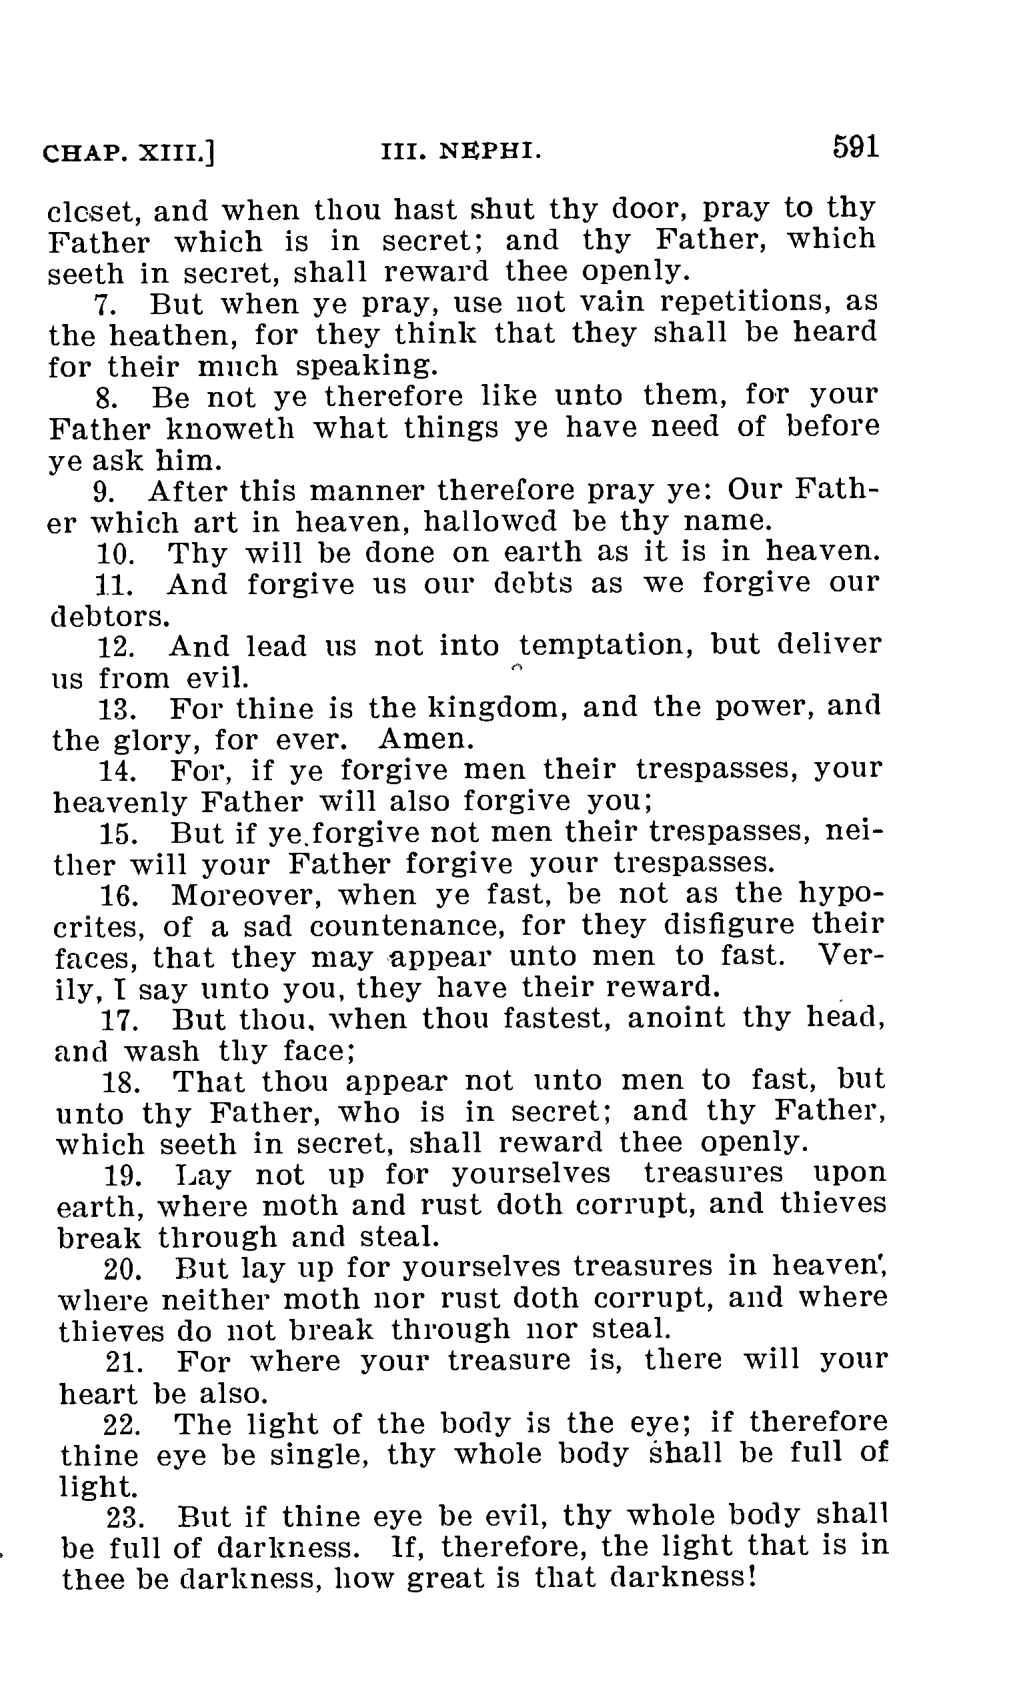 CHAP. XIII.] III. NEPHI. 591
closet, and when thou hast shut thy door, pray to thy
Father which is in secret; and thy Father, which
seeth in secret, shall reward thee openly.
7. But when ye pray, use not vain repetitions, as
the heathen, for they think that they shall be heard
for their much speaking.
8. Be not ye therefore like unto them, for your
Father knoweth what things ye have need of before
ye ask him.
9. After this manner therefore pray ye: Our Fath-
er which art in heaven, hallowed be thy name.
10. Thy will be done on earth as it is in heaven.
11. And forgive us our debts as we forgive our
debtors.
12. And lead us not into temptation, but deliver
us from evil.
13. For thine is the kingdom, and the power, and
the glory, for ever. Amen.
14. For, if ye forgive men their trespasses, your
heavenly Father will also forgive you;
15. But if ye forgive not men their trespasses, nei-
ther will your Father forgive your trespasses.
16. Moreover, when ye fast, be not as the hypo-
crites, of a sad countenance, for they disfigure their
faces, that they may appear unto men to fast. Ver-
ily, I say unto you, they have their reward.
17. But thou, when thou fastest, anoint thy head,
and wash thy face;
18. That thou appear not unto men to fast, but
unto thy Father, who is in secret; and thy Father,
which seeth in secret, shall reward thee openly.
19. Lay not up for yourselves treasures upon
earth, where moth and rust doth corrupt, and thieves
break through and steal.
20. But lay up for yourselves treasures in heaven,
where neither moth nor rust doth corrupt, and where
thieves do not break through nor steal.
21. For where your treasure is, there will your
heart be also.
22. The light of the body is the eye; if therefore
thine eye be single, thy whole body shall be full of
light.
23. But if thine eye be evil, thy whole body shall
be full of darkness. If, therefore, the light that is in
thee be darkness, how great is that darkness!